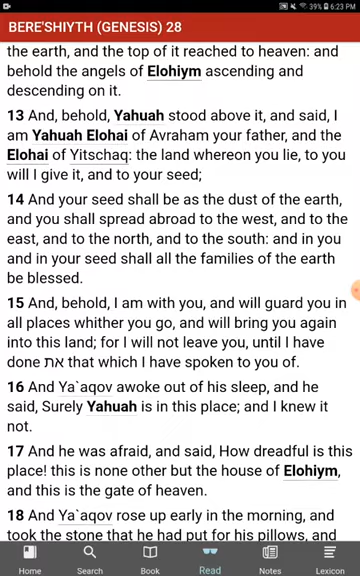 39% 6:23 PM
BERE'SHIYTH (GENESIS) 28
the earth, and the top of it reached to heaven: and
behold the angels of Elohiym ascending and
descending on it.
13 And, behold, Yahuah stood above it, and said, I
am Yahuah Elohai of Avraham your father, and the
Elohai of Yitschaq: the land whereon you lie, to you
will I give it, and to your seed;
14 And your seed shall be as the dust of the earth,
and you shall spread abroad to the west, and to the
east, and to the north, and to the south: and in you
and in your seed shall all the families of the earth
be blessed.
15 And, behold, I am with you, and will guard you in
all places whither you go, and will bring you again
into this land; for I will not leave you, until I have
done את that which I have spoken to you of.
16 And Ya`aqov awoke out of his sleep, and he
said, Surely Yahuah is in this place; and I knew it
not.
17 And he was afraid, and said, How dreadful is this
place! this is none other but the house of Elohiym,
and this is the gate of heaven.
18 And Ya`aqov rose up early in the morning, and
took the stone that he had put for his pillows, and
Home Search Book Read Notes Lexicon